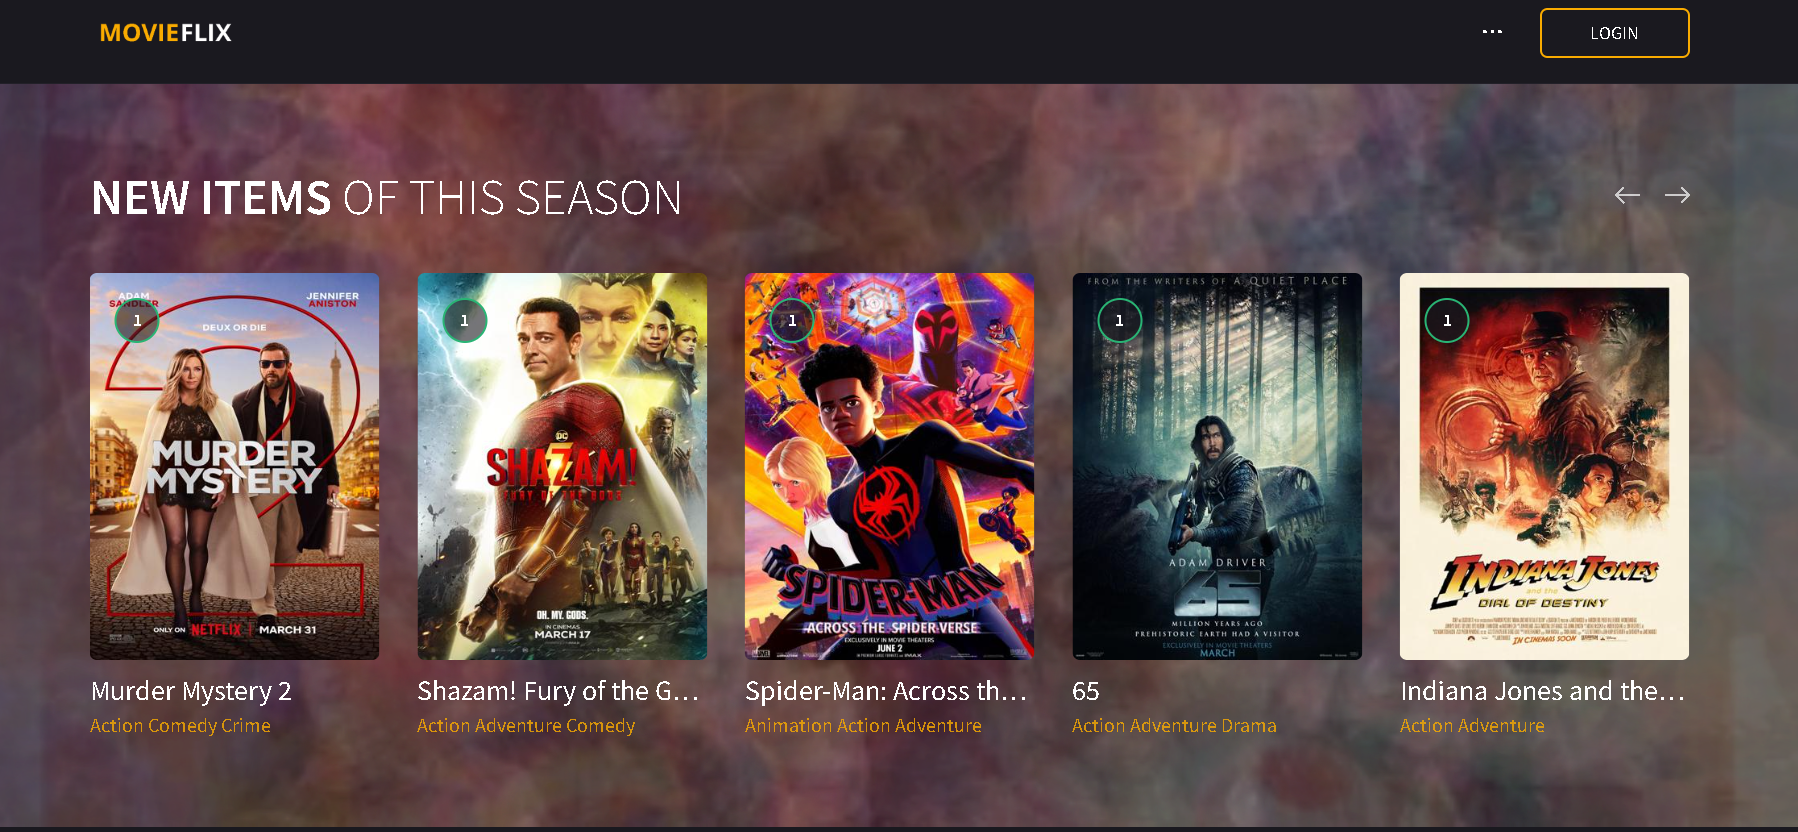 MOVIEFLIX
...
LOGIN
NEW ITEMS OF THIS SEASON
1
ADAM
SANDLER
JENNIFER
ANISTON
DEUX OR DIE
MURDER
MYSTERY
ONLY ON NETFLIX | MARCH 31
Murder Mystery 2
Action Comedy Crime
1
DC
SHAZAM!
FURY OF THE GODS
OH. MY. GODS.
IN CINEMAS
MARCH 17
Shazam! Fury of the G...
Action Adventure Comedy
1
SPIDER-MAN
ACROSS THE SPIDER-VERSE
EXCLUSIVELY IN MOVIE THEATERS
JUNE 2
Spider-Man: Across th...
Animation Action Adventure
1
FROM THE WRITERS OF A QUIET PLACE
ADAM DRIVER
65
MILLION YEARS AGO
PREHISTORIC EARTH HAD A VISITOR
EXCLUSIVELY IN MOVIE THEATERS
MARCH
65
Action Adventure Drama
1
INDIANA JONES
and the
DIAL OF DESTINY
IN CINEMAS SOON
Indiana Jones and the...
Action Adventure